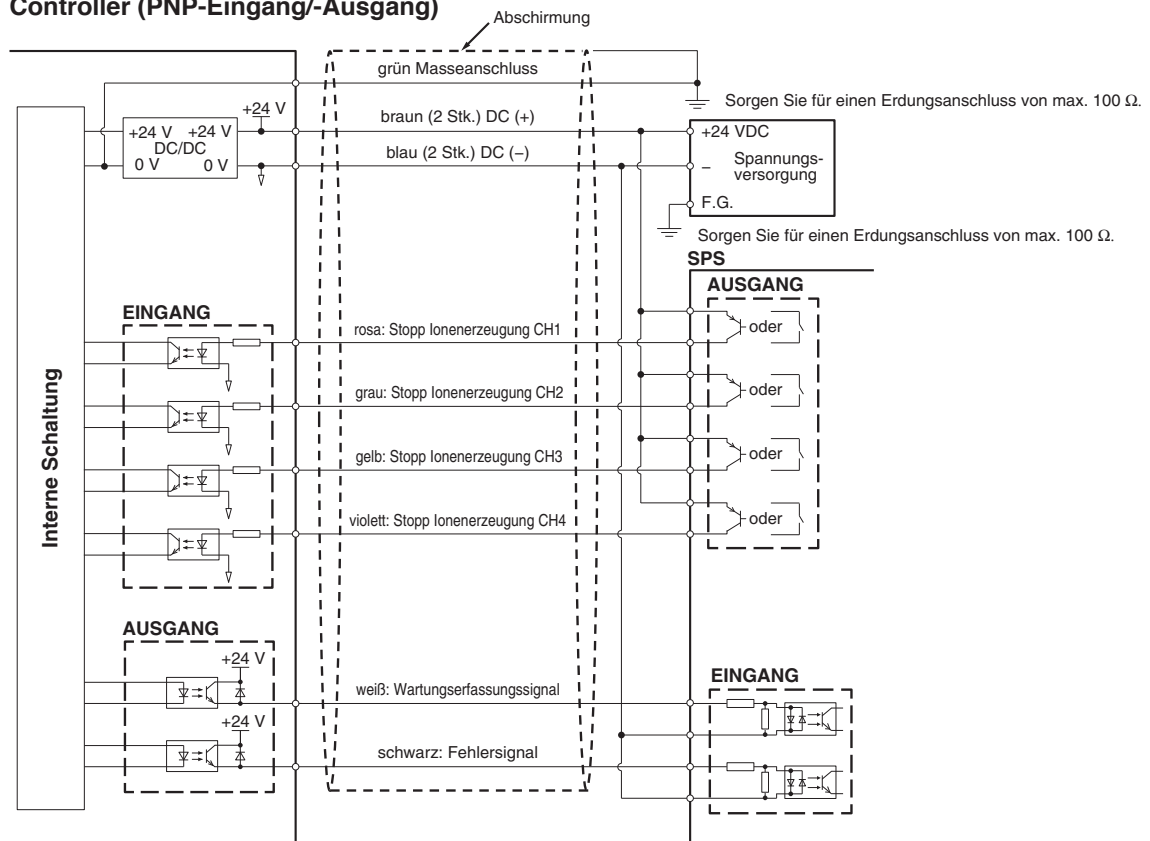 Controller (PNP-Eingang/-Ausgang)
Abschirmung
grün Masseanschluss
Sorgen Sie für einen Erdungsanschluss von max. 100 Ω.
+24 V
braun (2 Stk.) DC (+)
+24 VDC
+24 V +24 V
DC/DC
0 V 0 V
blau (2 Stk.) DC (−)
–
Spannungs-
versorgung
F.G.
Sorgen Sie für einen Erdungsanschluss von max. 100 Ω.
SPS
AUSGANG
EINGANG
rosa: Stopp Ionenerzeugung CH1
oder
grau: Stopp Ionenerzeugung CH2
oder
gelb: Stopp Ionenerzeugung CH3
oder
violett: Stopp Ionenerzeugung CH4
oder
Interne Schaltung
AUSGANG
+24 V
EINGANG
weiß: Wartungserfassungssignal
+24 V
schwarz: Fehlersignal